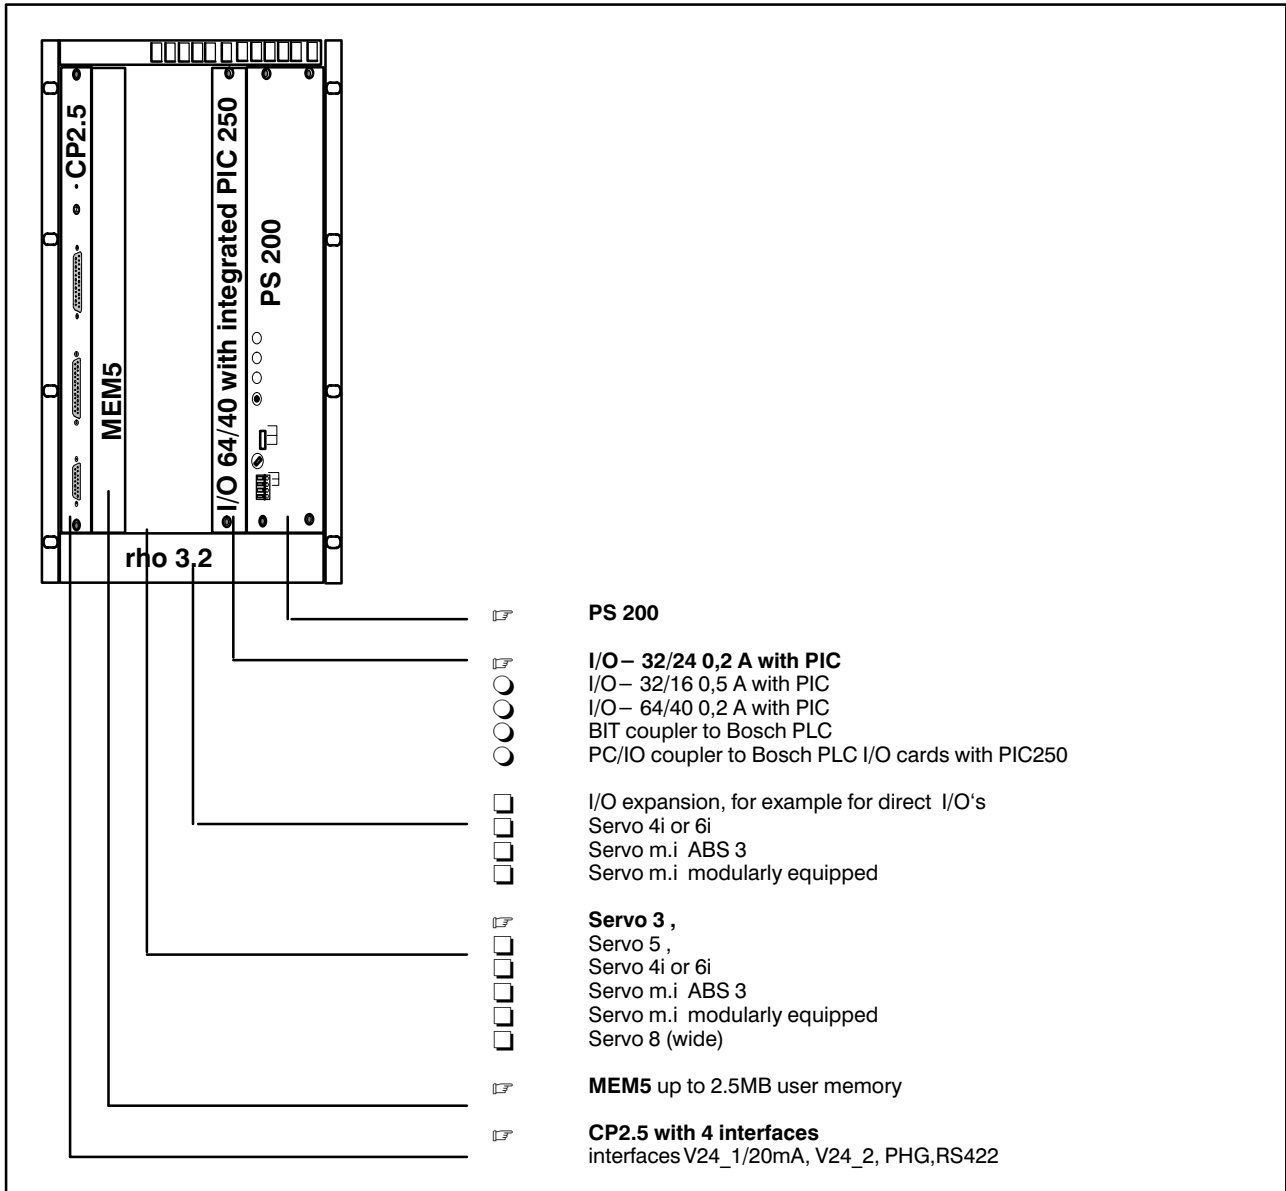 CP2.5
MEM5
I/O 64/40 with integrated PIC 250
PS 200
rho 3.2
☞ PS 200
☞ I/O– 32/24 0,2 A with PIC
❍ I/O– 32/16 0,5 A with PIC
❍ I/O– 64/40 0,2 A with PIC
❍ BIT coupler to Bosch PLC
❍ PC/IO coupler to Bosch PLC I/O cards with PIC250
❏ I/O expansion, for example for direct I/O‘s
❏ Servo 4i or 6i
❏ Servo m.i ABS 3
❏ Servo m.i modularly equipped
☞ Servo 3 ,
❏ Servo 5 ,
❏ Servo 4i or 6i
❏ Servo m.i ABS 3
❏ Servo m.i modularly equipped
❏ Servo 8 (wide)
☞ MEM5 up to 2.5MB user memory
☞ CP2.5 with 4 interfaces
interfaces V24_1/20mA, V24_2, PHG,RS422